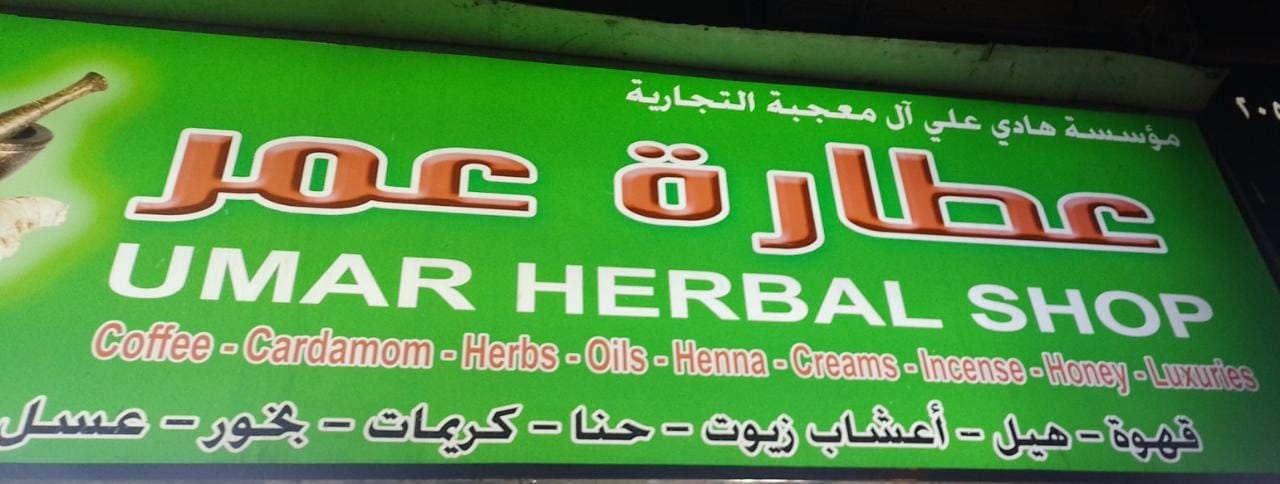 مؤسسة هادي علي آل معجبة التجارية
عطارة عمر
UMAR HERBAL SHOP
Coffee - Cardamom - Herbs - Oils - Henna - Creams - Incense - Honey - Luxuries
قهوة - هيل - أعشاب زيوت - حنا - كريمات - بخور - عسل